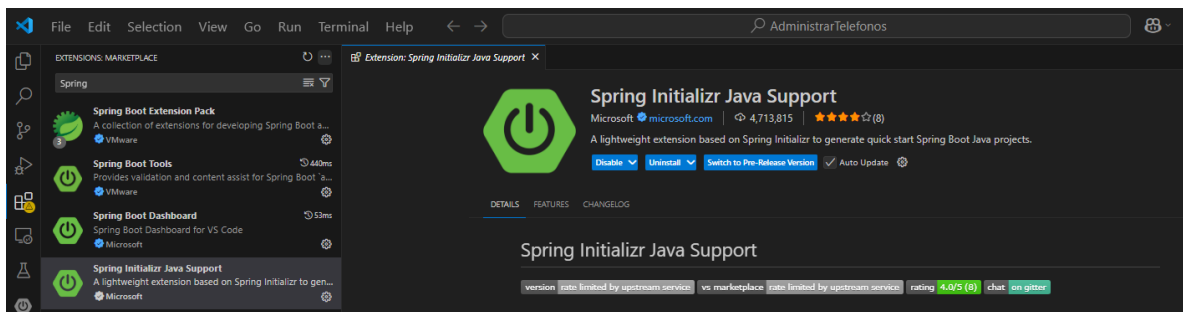 File Edit Selection View Go Run Terminal Help AdministrarTelefonos
EXTENSIONS: MARKETPLACE
Spring
Spring Boot Extension Pack
A collection of extensions for developing Spring Boot a...
3
VMware
Spring Boot Tools 440ms
Provides validation and content assist for Spring Boot `a...
VMware
Spring Boot Dashboard 53ms
Spring Boot Dashboard for VS Code
Microsoft
Spring Initializr Java Support
A lightweight extension based on Spring Initializr to gen...
Microsoft
Extension: Spring Initializr Java Support
Spring Initializr Java Support
Microsoft microsoft.com 4,713,815 (8)
A lightweight extension based on Spring Initializr to generate quick start Spring Boot Java projects.
Disable Uninstall Switch to Pre-Release Version Auto Update
DETAILS FEATURES CHANGELOG
Spring Initializr Java Support
version rate limited by upstream service vs marketplace rate limited by upstream service rating 4.0/5 (8) chat on gitter